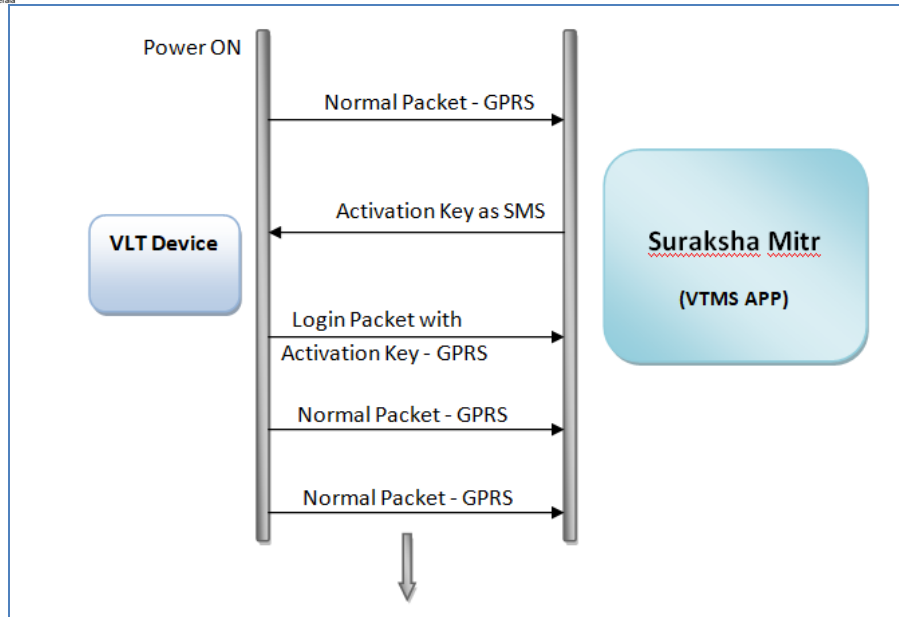 Power ON
Normal Packet - GPRS
Activation Key as SMS
VLT Device
Suraksha Mitr
(VTMS APP)
Login Packet with
Activation Key - GPRS
Normal Packet - GPRS
Normal Packet - GPRS